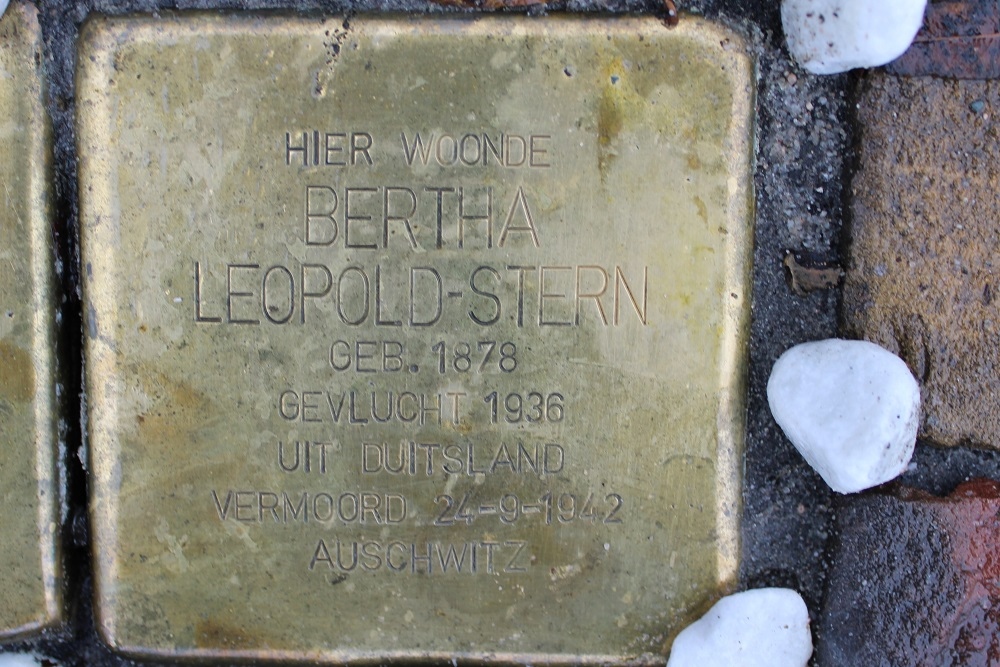 HIER WOONDE
BERTHA
LEOPOLD-STERN
GEB. 1878
GEVLUCHT 1936
UIT DUITSLAND
VERMOORD 24-9-1942
AUSCHWITZ